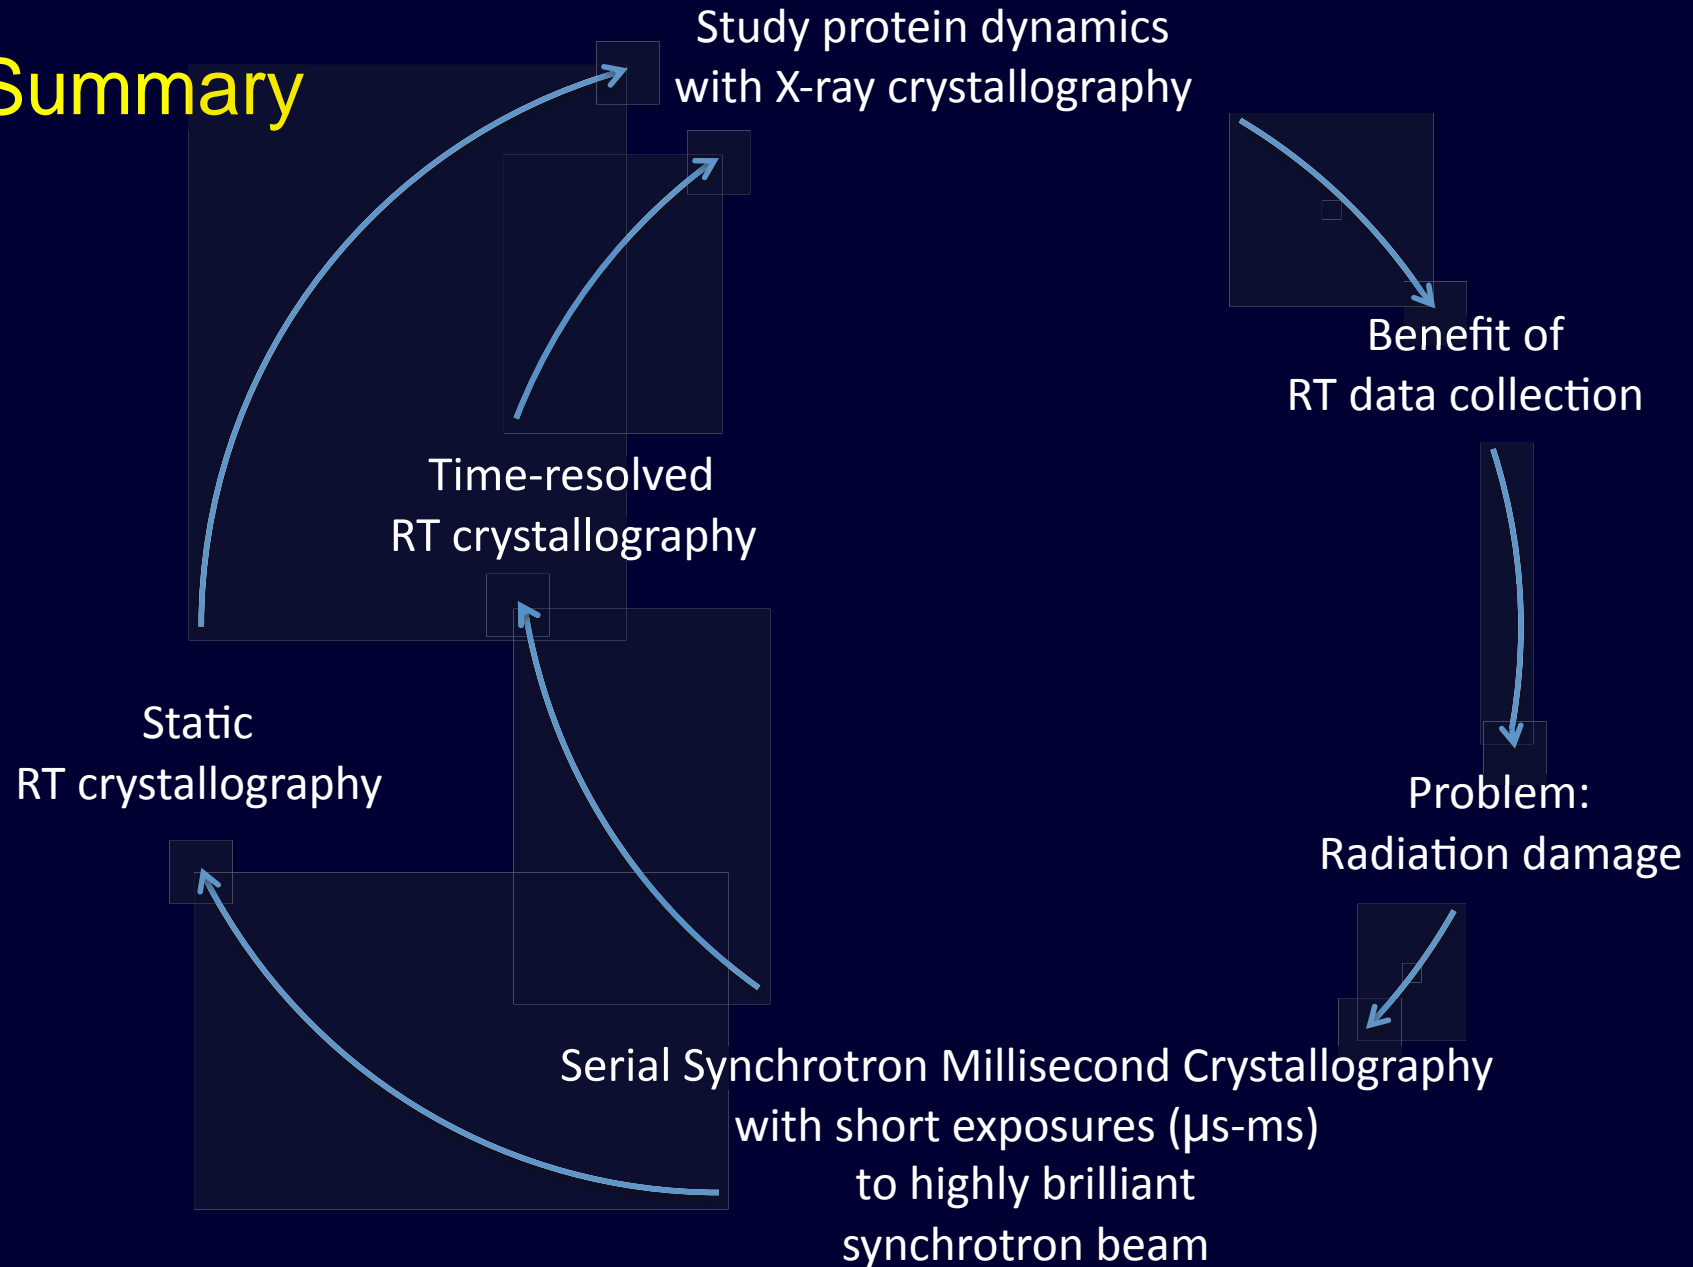 Summary
Study protein dynamics
with X-ray crystallography
Benefit of
RT data collection
Time-resolved
RT crystallography
Static
RT crystallography
Problem:
Radiation damage
Serial Synchrotron Millisecond Crystallography
with short exposures (µs-ms)
to highly brilliant
synchrotron beam